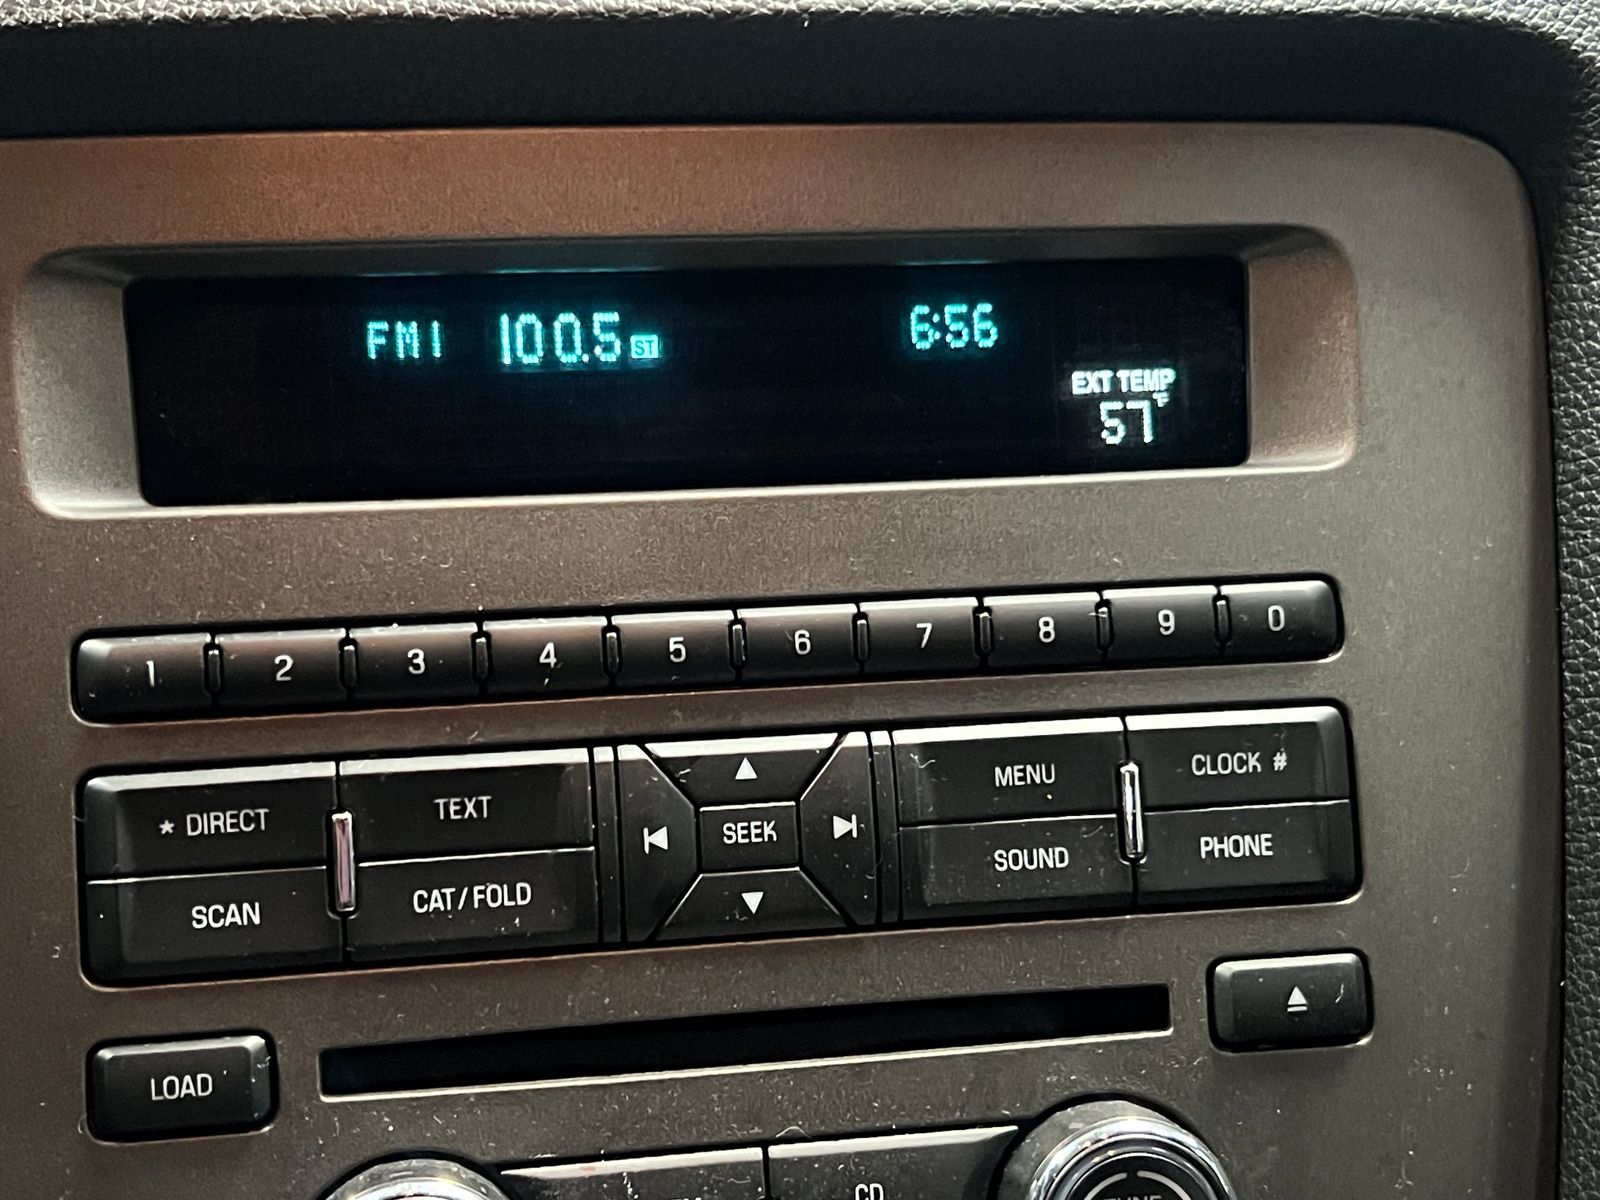 FM1 100.5 ST 6:56
EXT TEMP
57°F
1 2 3 4 5 6 7 8 9 0
* DIRECT TEXT SEEK MENU CLOCK #
SCAN CAT/FOLD SOUND PHONE
LOAD
CD
TUNE